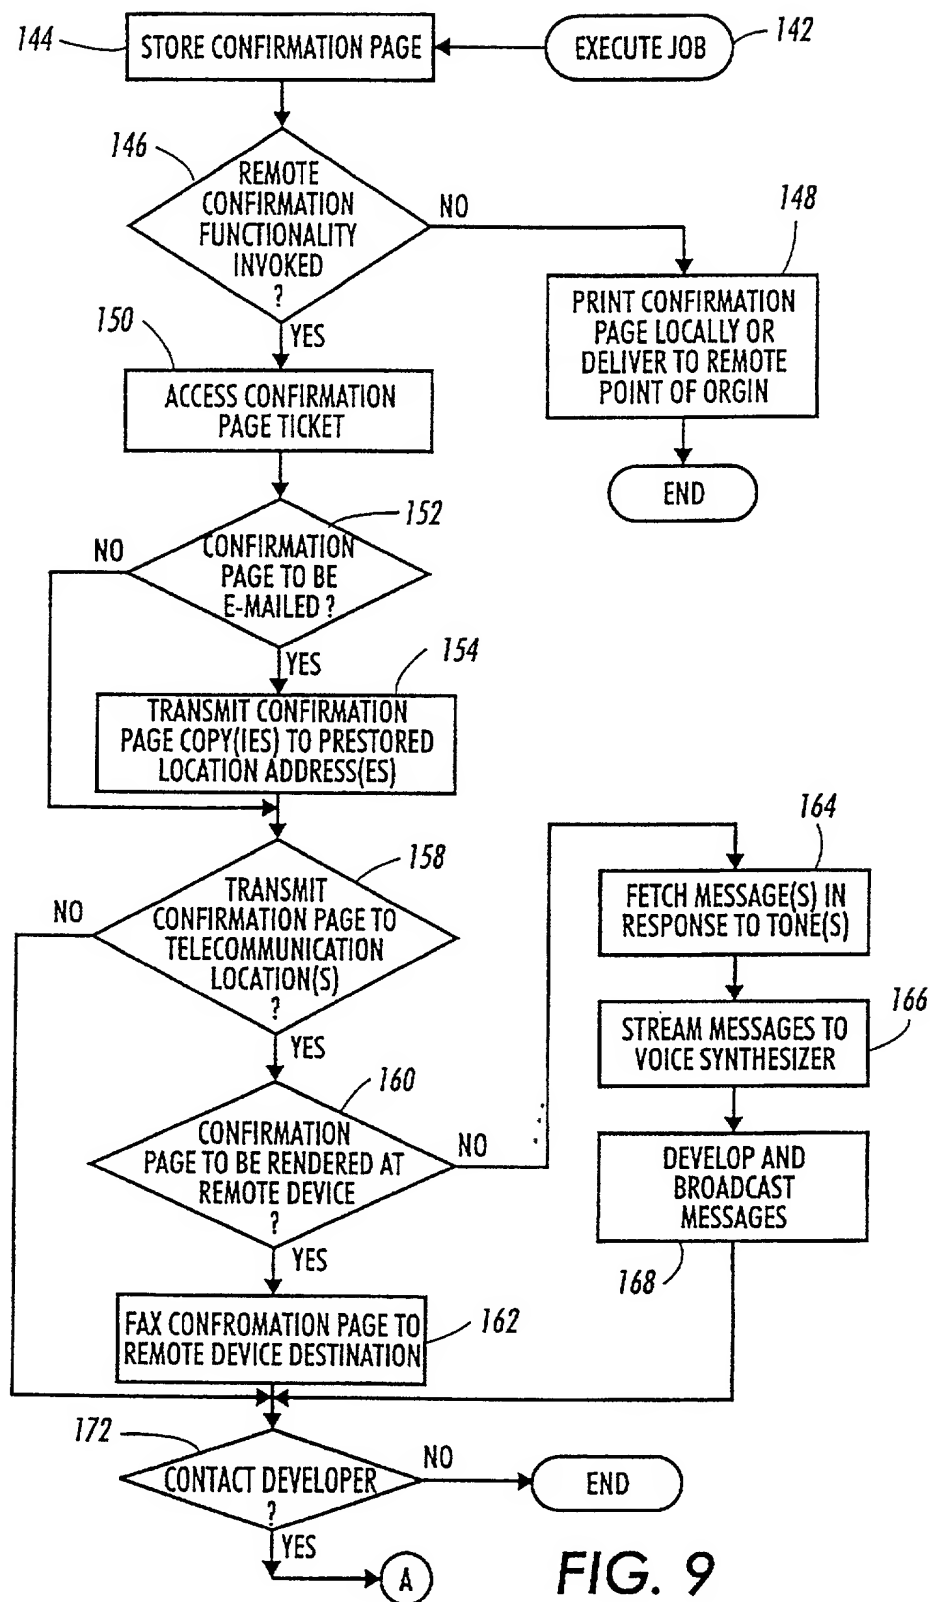 144
STORE CONFIRMATION PAGE
EXECUTE JOB
142
146
REMOTE
CONFIRMATION
FUNCTIONALITY
INVOKED
?
NO
YES
148
PRINT CONFIRMATION
PAGE LOCALLY OR
DELIVER TO REMOTE
POINT OF ORGIN
END
150
ACCESS CONFIRMATION
PAGE TICKET
152
CONFIRMATION
PAGE TO BE
E-MAILED ?
NO
YES
154
TRANSMIT CONFIRMATION
PAGE COPY(IES) TO PRESTORED
LOCATION ADDRESS(ES)
158
TRANSMIT
CONFIRMATION PAGE TO
TELECOMMUNICATION
LOCATION(S)
?
NO
YES
160
CONFIRMATION
PAGE TO BE RENDERED AT
REMOTE DEVICE
?
NO
YES
164
FETCH MESSAGE(S) IN
RESPONSE TO TONE(S)
166
STREAM MESSAGES TO
VOICE SYNTHESIZER
DEVELOP AND
BROADCAST
MESSAGES
168
FAX CONFROMATION PAGE TO
REMOTE DEVICE DESTINATION
162
172
CONTACT DEVELOPER
?
NO
END
YES
A
FIG. 9